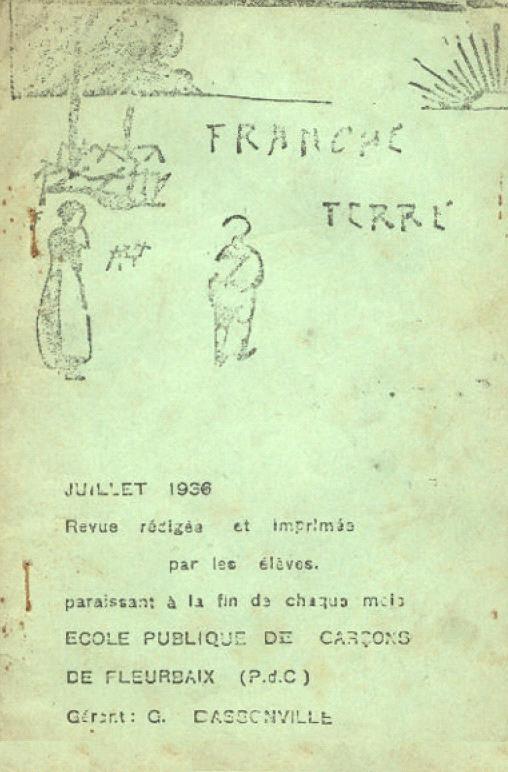 FRANCHE
TERRE
JUILLET 1936
Revue rédigée et imprimée
par les élèves.
paraissant à la fin de chaque mois
ECOLE PUBLIQUE DE GARÇONS
DE FLEURBAIX (P.d.C)
Gérant: G. DASSONVILLE